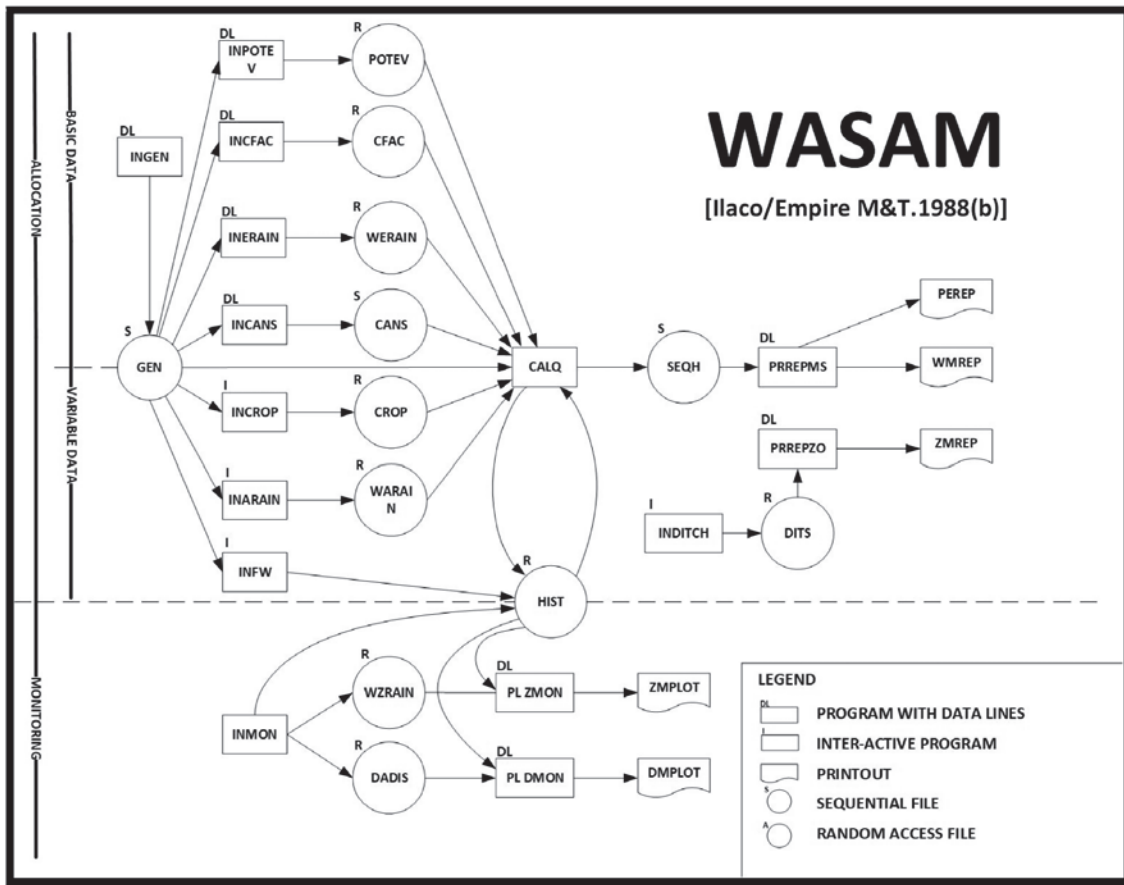 WASAM
[Ilaco/Empire M&T.1988(b)]
ALLOCATION
MONITORING
BASIC DATA
VARIABLE DATA
DL
INGEN
S
GEN
DL
INPOTE
V
R
POTEV
DL
INCFAC
R
CFAC
DL
INERAIN
R
WERAIN
DL
INCANS
S
CANS
I
INCROP
R
CROP
I
INARAIN
R
WARAI
N
I
INFW
CALQ
S
SEQH
DL
PRREPMS
PEREP
WMREP
DL
PRREPZO
ZMREP
I
INDITCH
R
DITS
R
HIST
INMON
R
WZRAIN
R
DADIS
DL
PL ZMON
ZMPLOT
DL
PL DMON
DMPLOT
LEGEND
DL
PROGRAM WITH DATA LINES
I
INTER-ACTIVE PROGRAM
PRINTOUT
S
SEQUENTIAL FILE
A
RANDOM ACCESS FILE